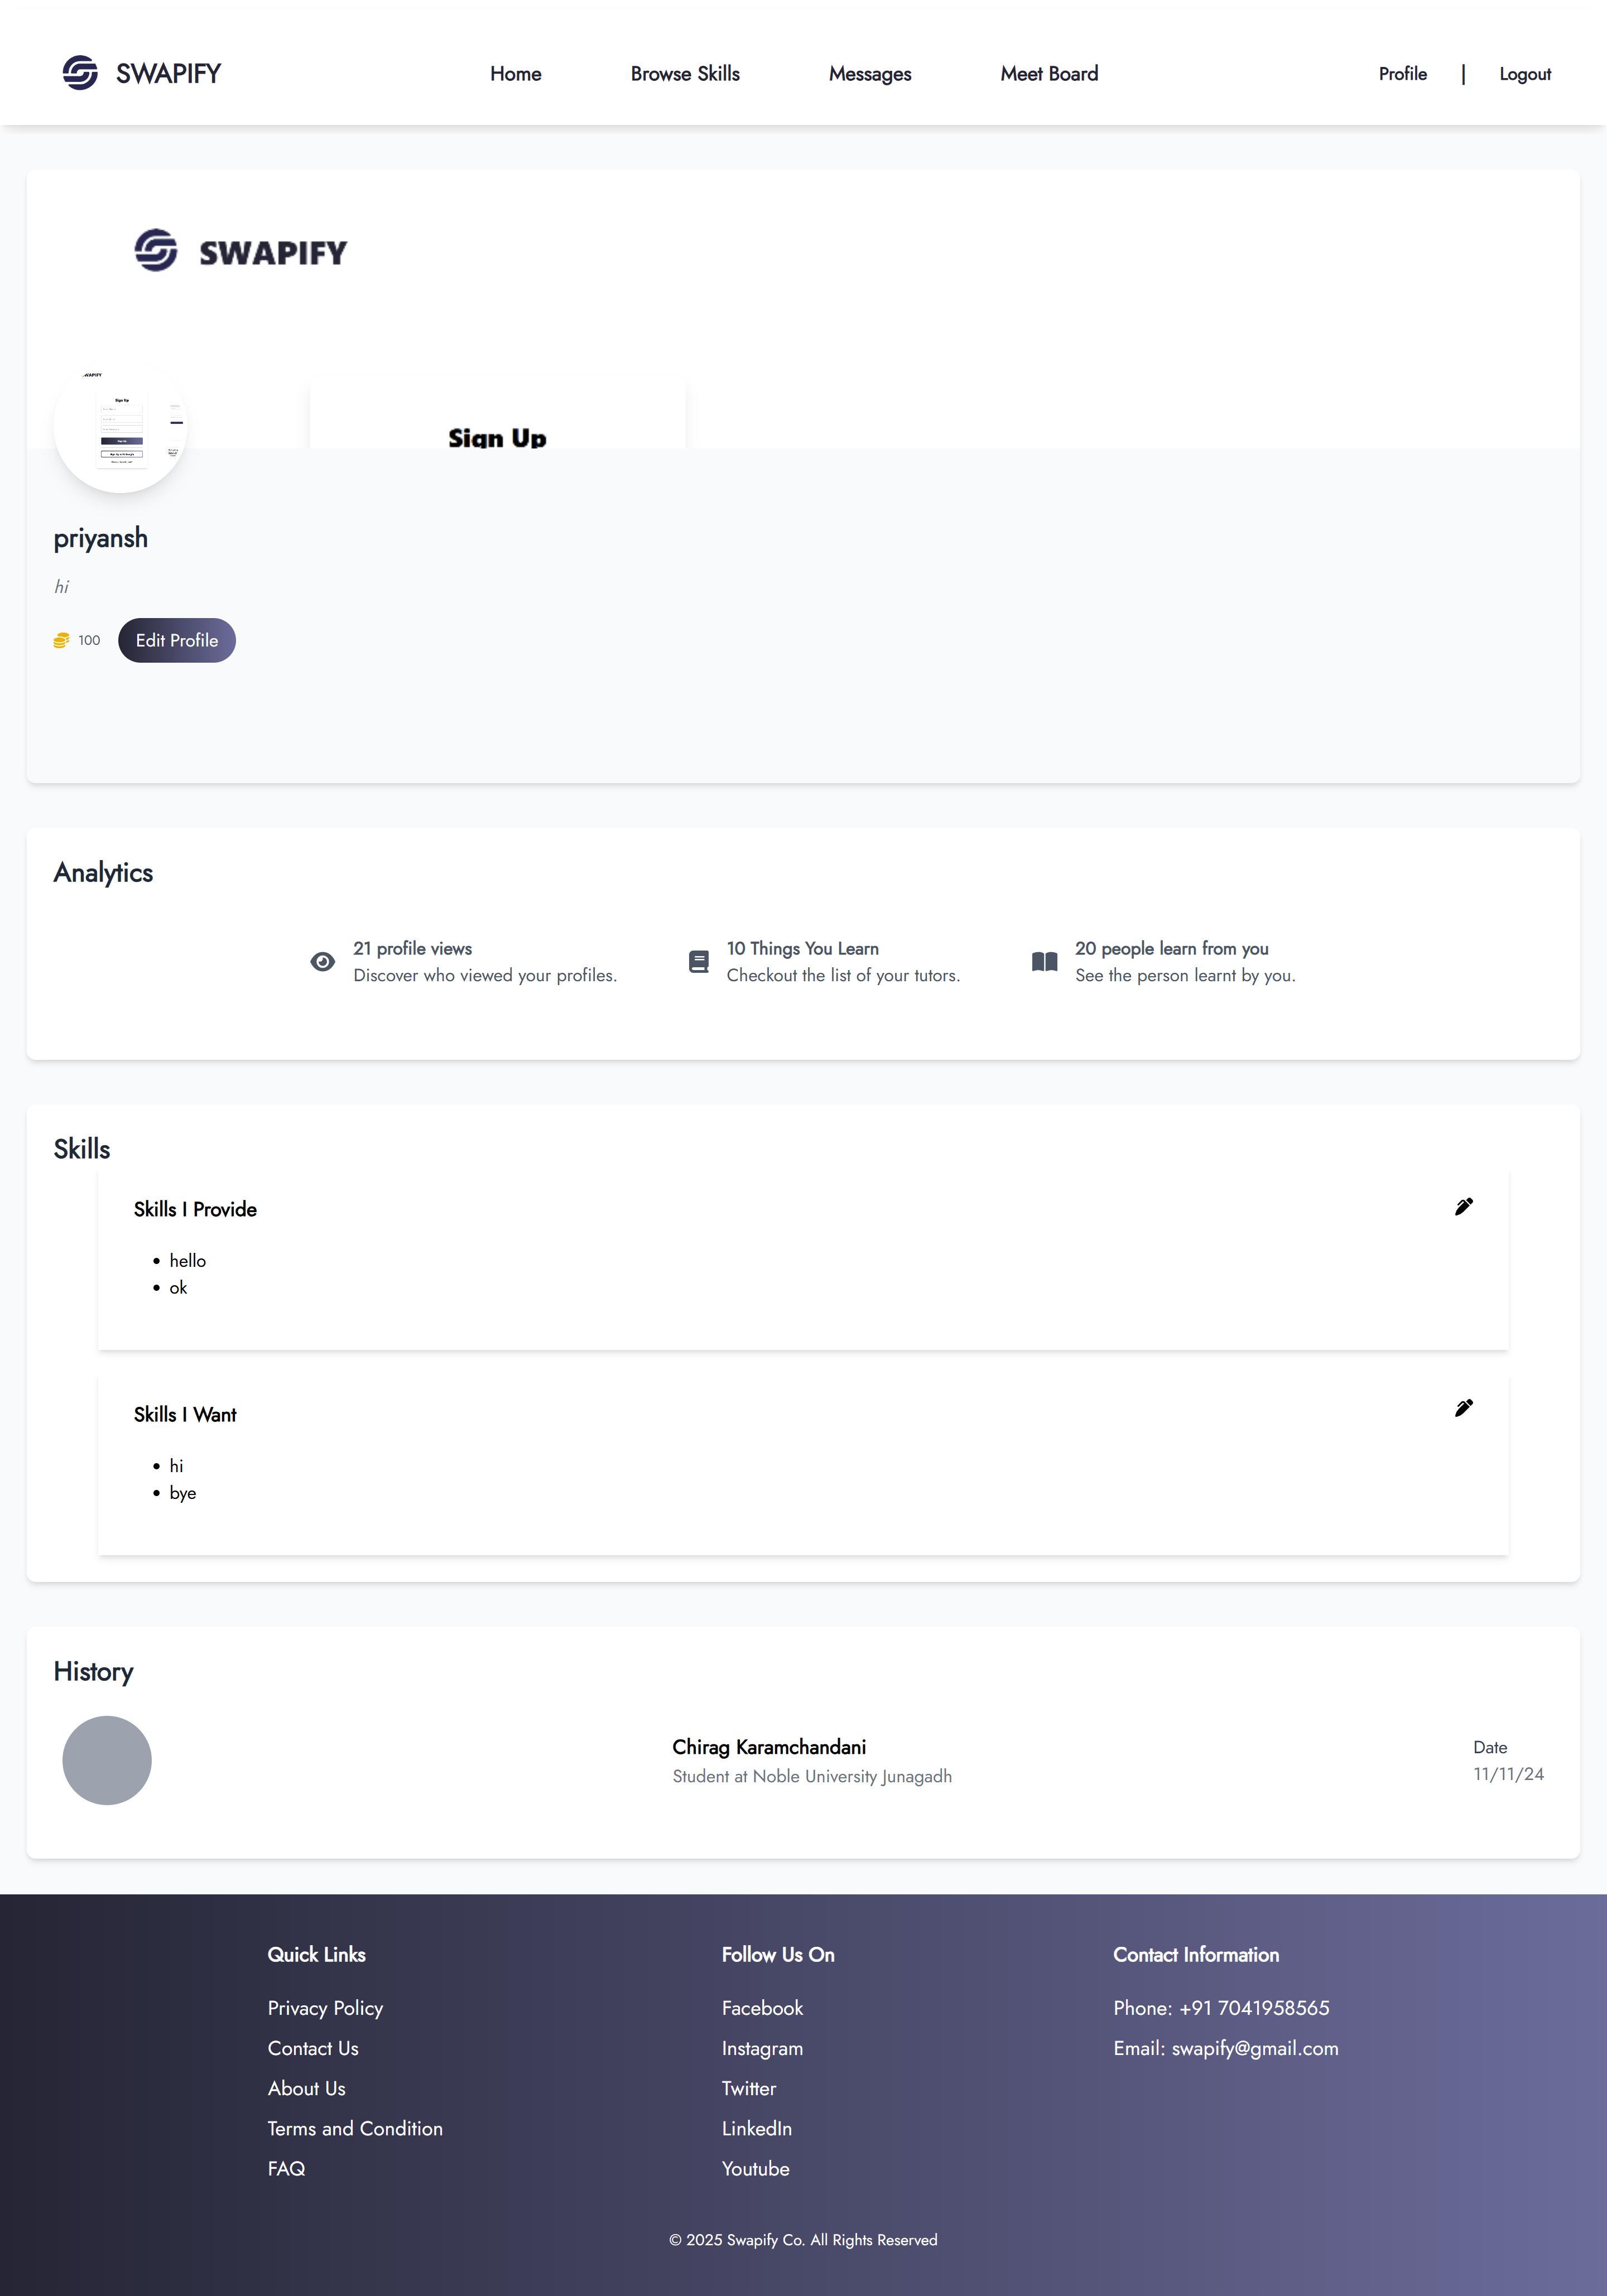 SWAPIFY
Home
Browse Skills
Messages
Meet Board
Profile
|
Logout
SWAPIFY
Sign Up
Sign Up
priyansh
hi
100
Edit Profile
Analytics
21 profile views
Discover who viewed your profiles.
10 Things You Learn
Checkout the list of your tutors.
20 people learn from you
See the person learnt by you.
Skills
Skills I Provide
• hello
• ok
Skills I Want
• hi
• bye
History
Chirag Karamchandani
Student at Noble University Junagadh
Date
11/11/24
Quick Links
Privacy Policy
Contact Us
About Us
Terms and Condition
FAQ
Follow Us On
Facebook
Instagram
Twitter
LinkedIn
Youtube
Contact Information
Phone: +91 7041958565
Email: swapify@gmail.com
© 2025 Swapify Co. All Rights Reserved